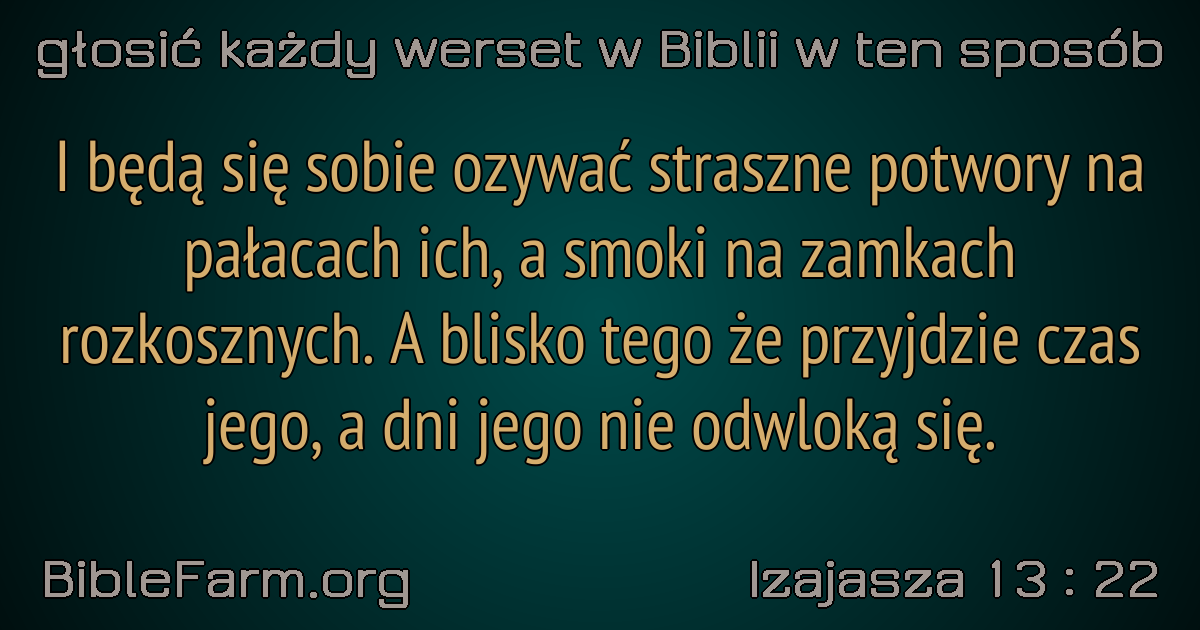 głosić każdy werset w Biblii w ten sposób
I będą się sobie ozywać straszne potwory na
pałacach ich, a smoki na zamkach
rozkosznych. A blisko tego że przyjdzie czas
jego, a dni jego nie odwloką się.
BibleFarm.org
Izajasza 13 : 22